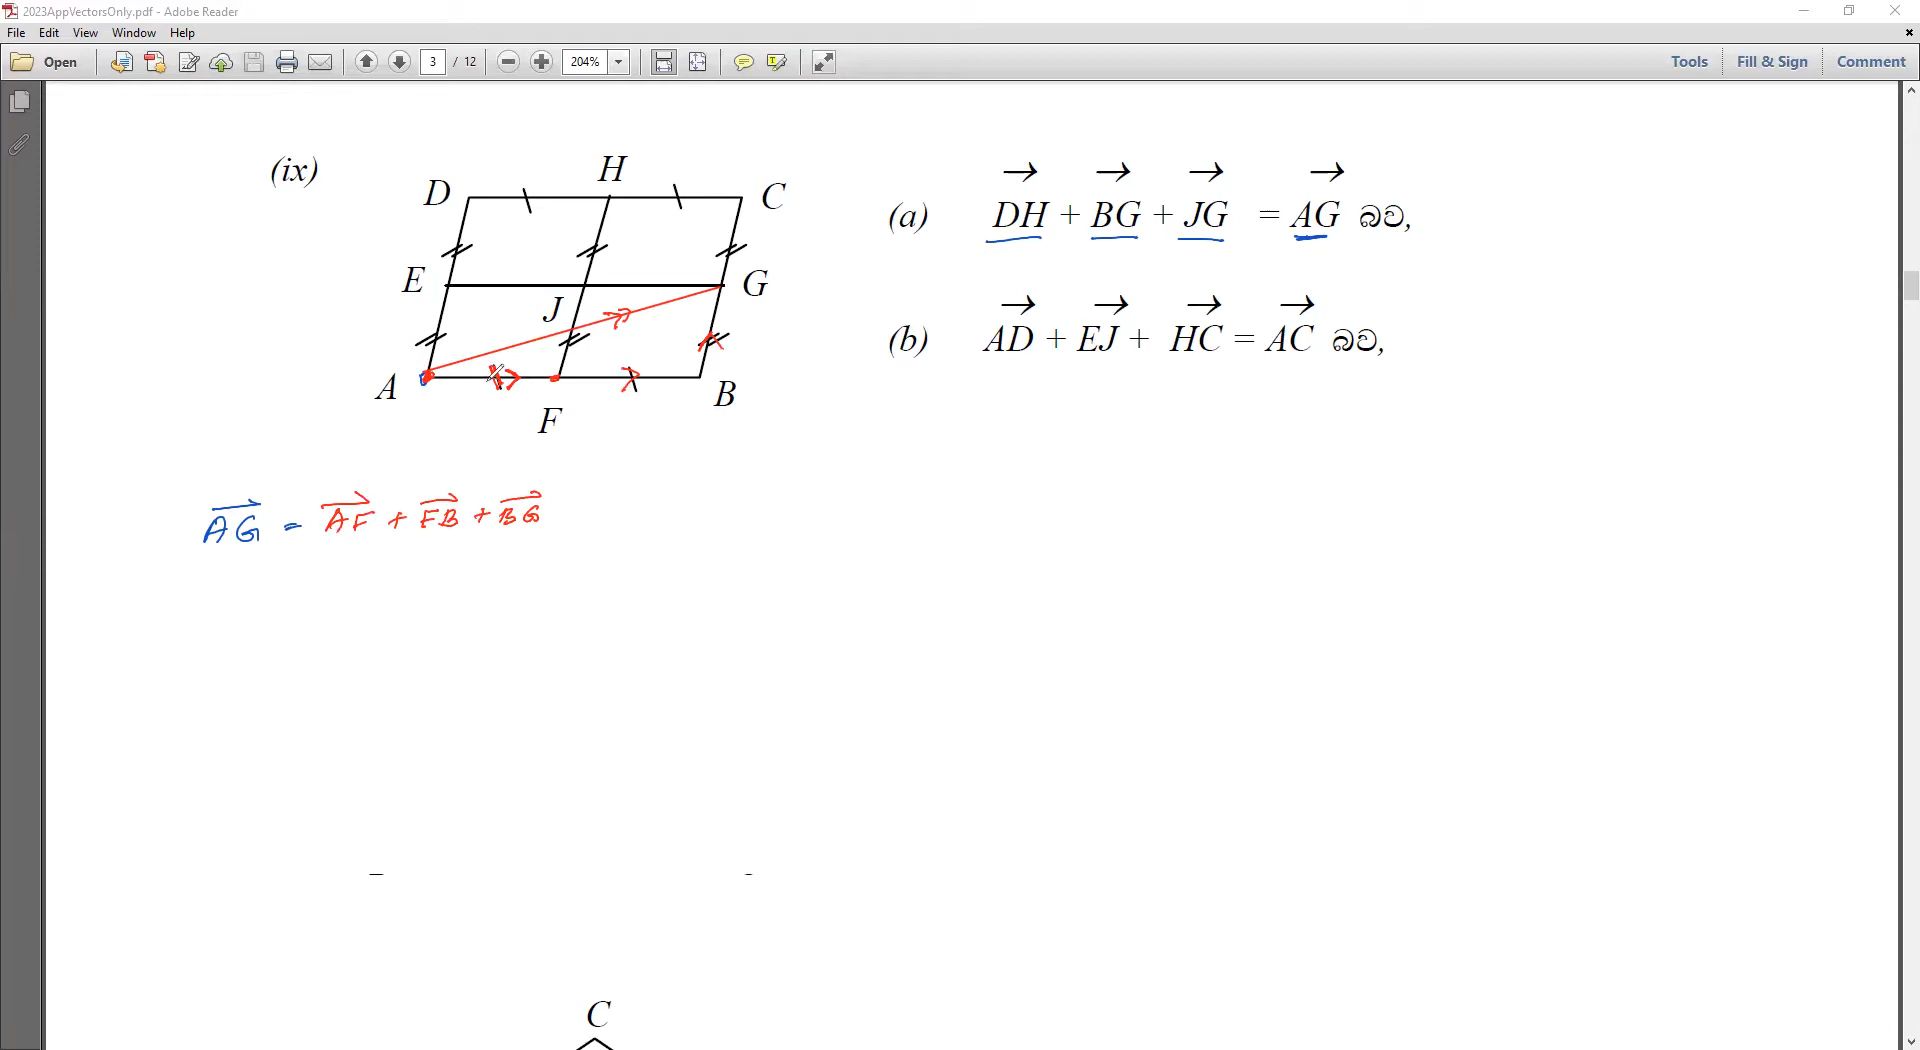 2023AppVectorsOnly.pdf - Adobe Reader
File Edit View Window Help
Open 3 / 12 204% Tools Fill & Sign Comment
(ix)
D H C
E J G
A F B
(a) DH + BG + JG = AG බව,
(b) AD + EJ + HC = AC බව,
AG = AF + FB + BG
C